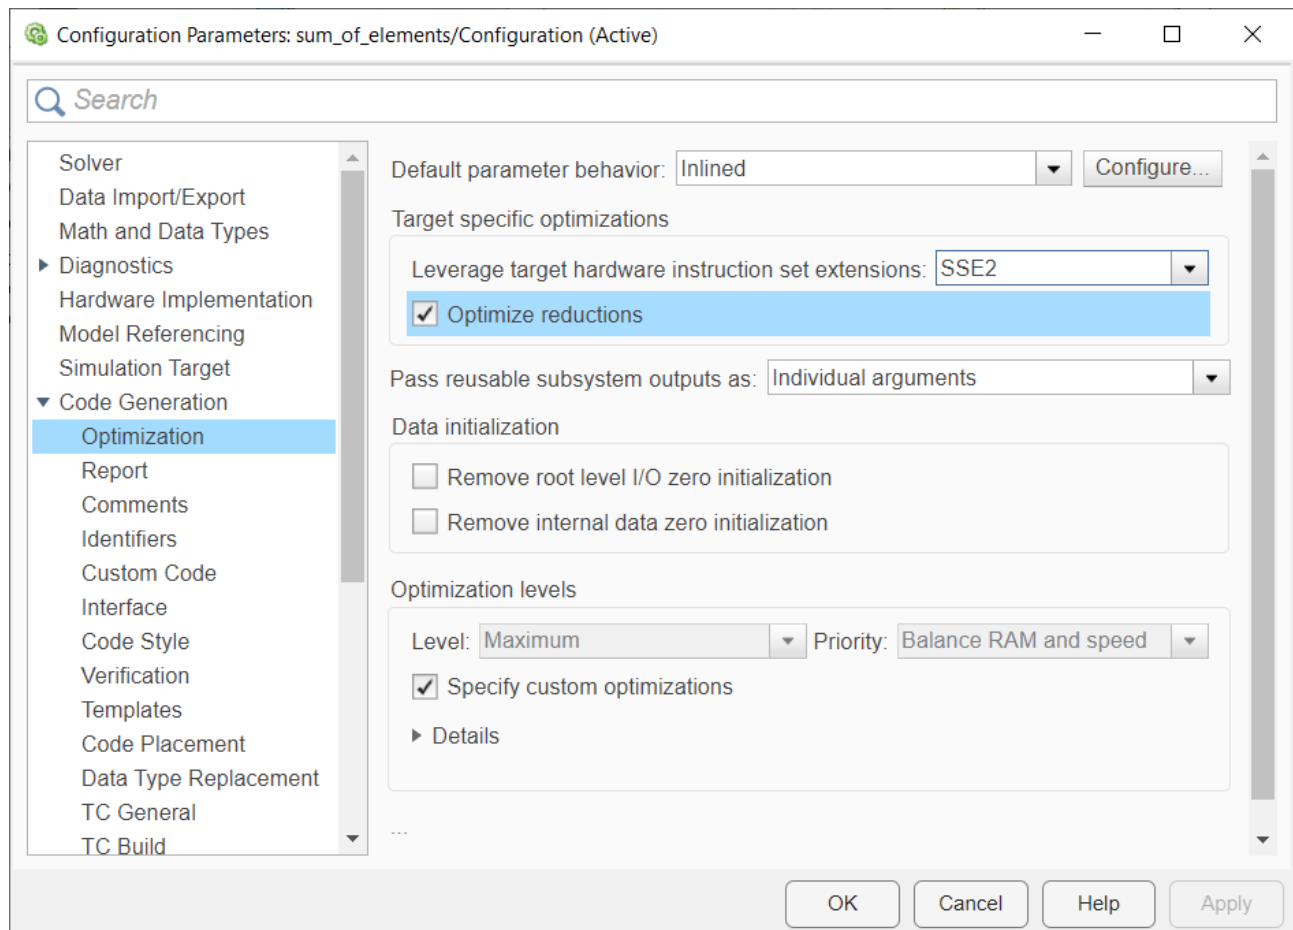 Configuration Parameters: sum_of_elements/Configuration (Active)
Search
Solver
Data Import/Export
Math and Data Types
Diagnostics
Hardware Implementation
Model Referencing
Simulation Target
Code Generation
Optimization
Report
Comments
Identifiers
Custom Code
Interface
Code Style
Verification
Templates
Code Placement
Data Type Replacement
TC General
TC Build
Default parameter behavior: Inlined Configure...
Target specific optimizations
Leverage target hardware instruction set extensions: SSE2
Optimize reductions
Pass reusable subsystem outputs as: Individual arguments
Data initialization
Remove root level I/O zero initialization
Remove internal data zero initialization
Optimization levels
Level: Maximum Priority: Balance RAM and speed
Specify custom optimizations
Details
...
OK Cancel Help Apply